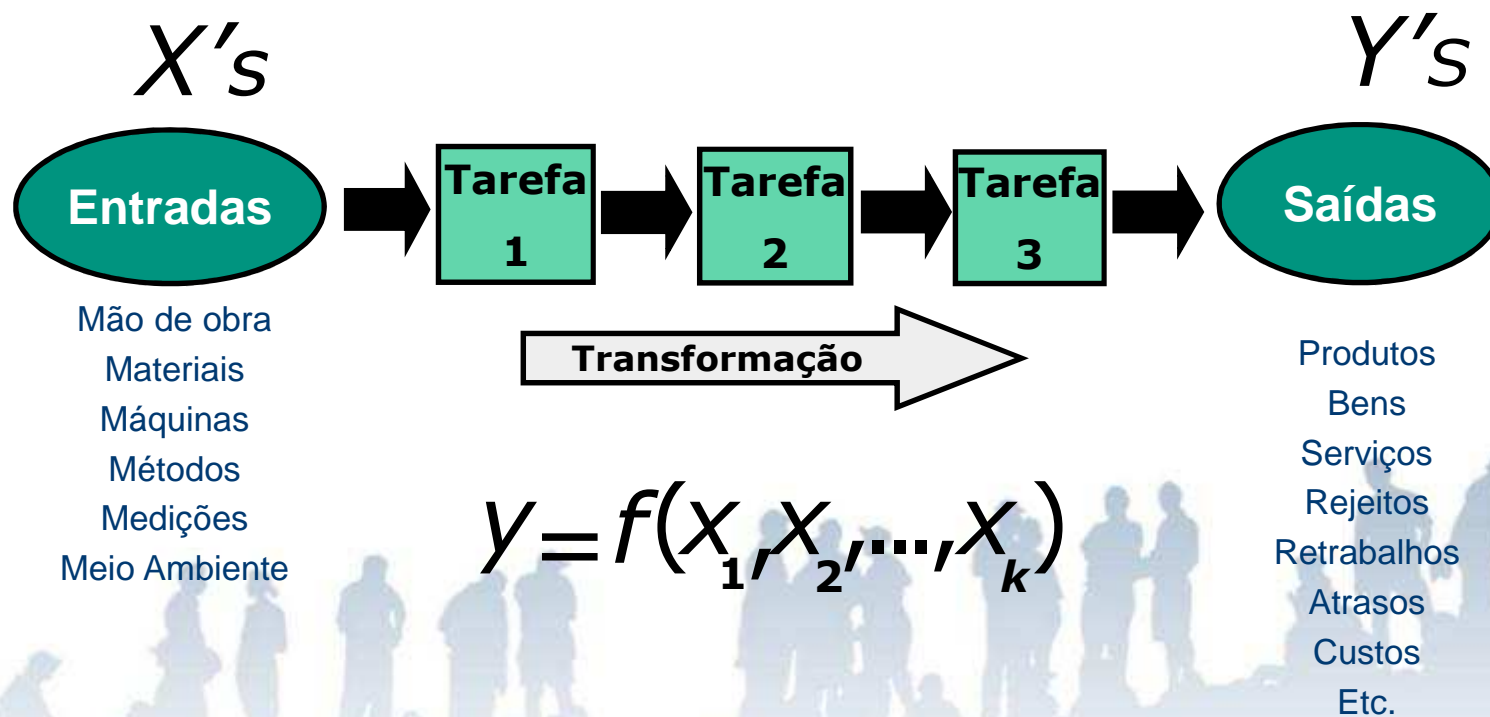 X's
Y's
Entradas
Tarefa
1
Tarefa
2
Tarefa
3
Saídas
Mão de obra
Materiais
Máquinas
Métodos
Medições
Meio Ambiente
Transformação
y=f(x1,x2,...,xk)
Produtos
Bens
Serviços
Rejeitos
Retrabalhos
Atrasos
Custos
Etc.